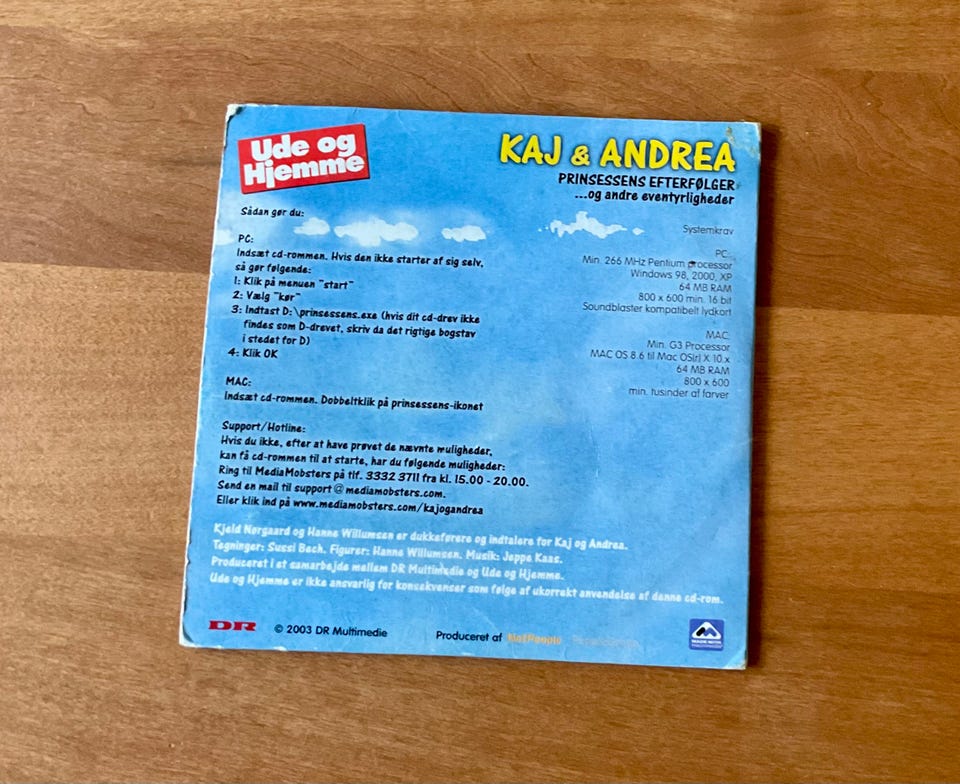 Ude og
Hjemme
KAJ & ANDREA
PRINSESSENS EFTERFØLGER
...og andre eventyrligheder
Sådan gør du:
PC:
Indsæt cd-rommen. Hvis den ikke starter af sig selv,
så gør følgende:
1: Klik på menuen "start"
2: Vælg "kør"
3: Indtast D:\prinsessens.exe (hvis dit cd-drev ikke
findes som D-drevet, skriv da det rigtige bogstav
i stedet for D)
4: Klik OK
MAC:
Indsæt cd-rommen. Dobbeltklik på prinsessens-ikonet
Support/Hotline:
Hvis du ikke, efter at have prøvet de nævnte muligheder,
kan få cd-rommen til at starte, har du følgende muligheder:
Ring til MediaMobsters på tlf. 3332 3711 fra kl. 15.00 - 20.00.
Send en mail til support@mediamobsters.com.
Eller klik ind på www.mediamobsters.com/kajogandrea
Systemkrav
PC:
Min. 266 MHz Pentium processor
Windows 98, 2000, XP
64 MB RAM
800 x 600 min. 16 bit
Soundblaster kompatibelt lydkort
MAC:
Min. G3 Processor
MAC OS 8.6 til Mac OS(r) X 10.x
64 MB RAM
800 x 600
min. tusinder af farver
Kjeld Nørgaard og Hanne Willumsen er dukkeførere og indtalere for Kaj og Andrea.
Tegninger: Sussi Bech. Figurer: Hanne Willumsen. Musik: Jeppe Kaas.
Produceret i et samarbejde mellem DR Multimedie og Ude og Hjemme.
Ude og Hjemme er ikke ansvarlig for konsekvenser som følge af ukorrekt anvendelse af denne cd-rom.
DR © 2003 DR Multimedie Produceret af NetPeople